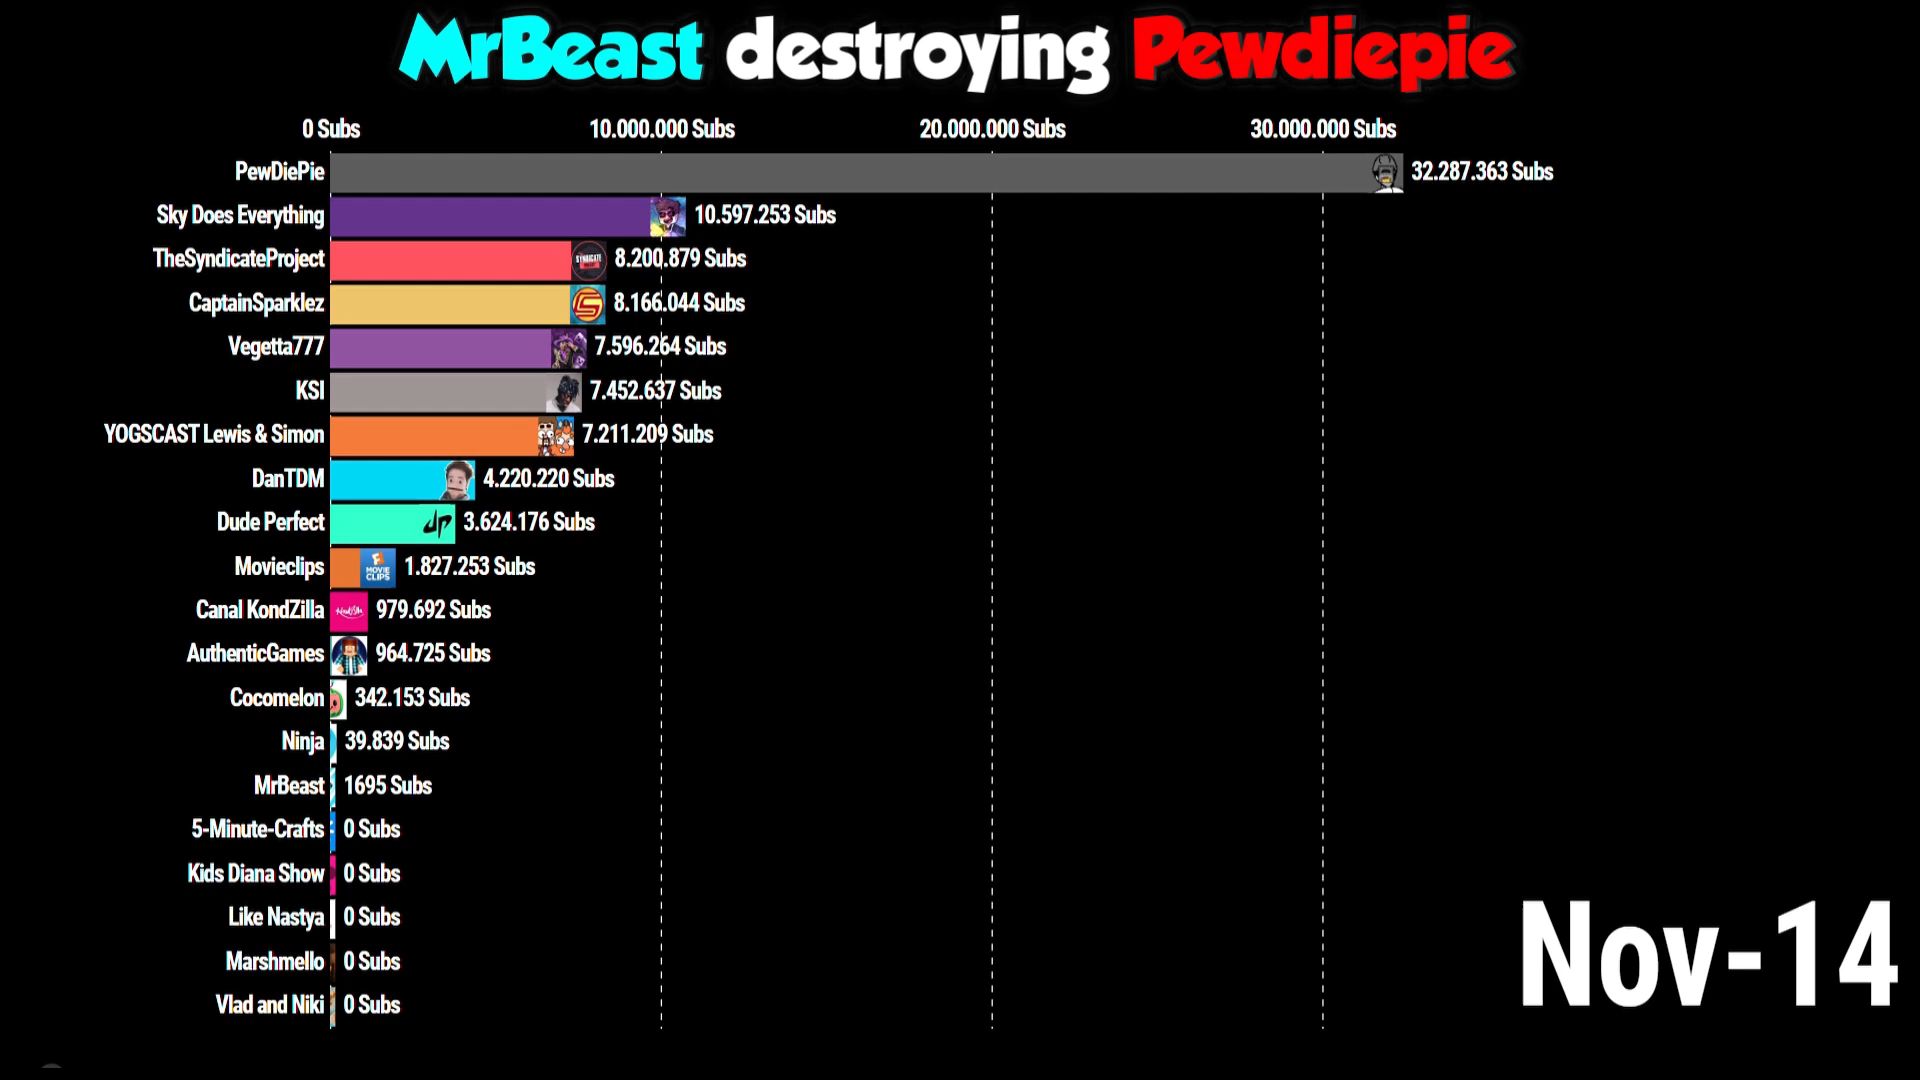 MrBeast destroying Pewdiepie
0 Subs 10.000.000 Subs 20.000.000 Subs 30.000.000 Subs
PewDiePie 32.287.363 Subs
Sky Does Everything 10.597.253 Subs
TheSyndicateProject SYNDICATE 8.200.879 Subs
CaptainSparklez 8.166.044 Subs
Vegetta777 7.596.264 Subs
KSI 7.452.637 Subs
YOGSCAST Lewis & Simon 7.211.209 Subs
DanTDM 4.220.220 Subs
Dude Perfect dp 3.624.176 Subs
Movieclips MOVIE CLIPS 1.827.253 Subs
Canal KondZilla KondZilla 979.692 Subs
AuthenticGames 964.725 Subs
Cocomelon 342.153 Subs
Ninja 39.839 Subs
MrBeast 1695 Subs
5-Minute-Crafts 0 Subs
Kids Diana Show 0 Subs
Like Nastya 0 Subs
Marshmello 0 Subs
Vlad and Niki 0 Subs
Nov-14